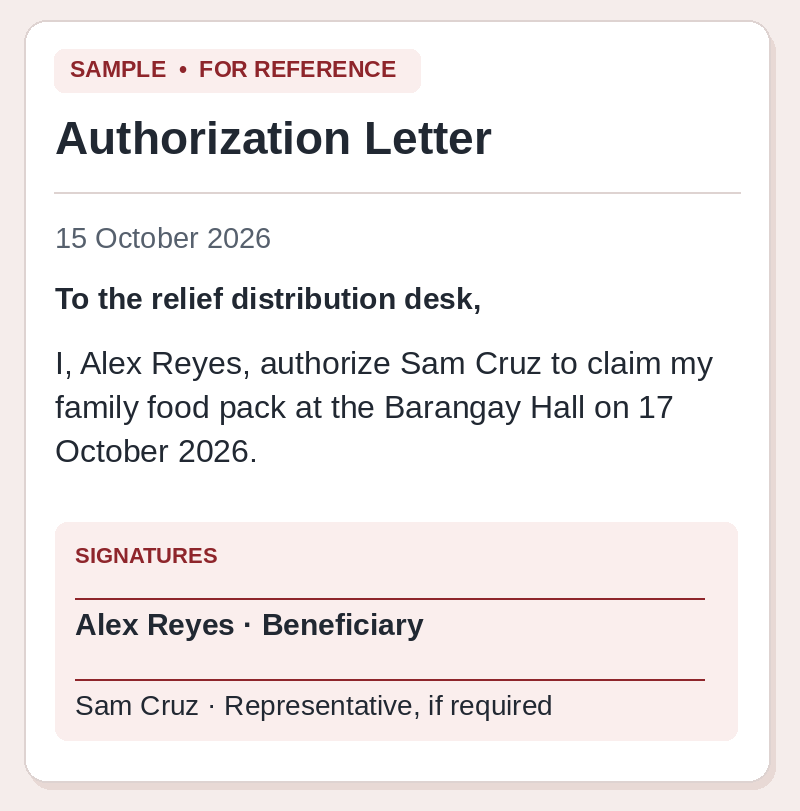 SAMPLE • FOR REFERENCE
Authorization Letter
15 October 2026
To the relief distribution desk,
I, Alex Reyes, authorize Sam Cruz to claim my
family food pack at the Barangay Hall on 17
October 2026.
SIGNATURES
Alex Reyes · Beneficiary
Sam Cruz · Representative, if required